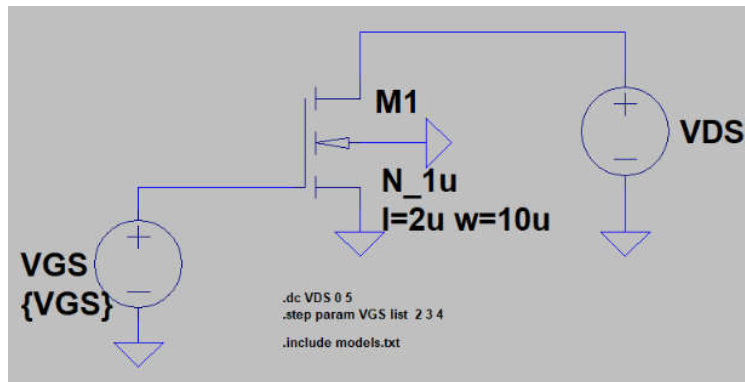 M1
VDS
N_1u
l=2u w=10u
VGS
{VGS}
.dc VDS 0 5
.step param VGS list 2 3 4
.include models.txt